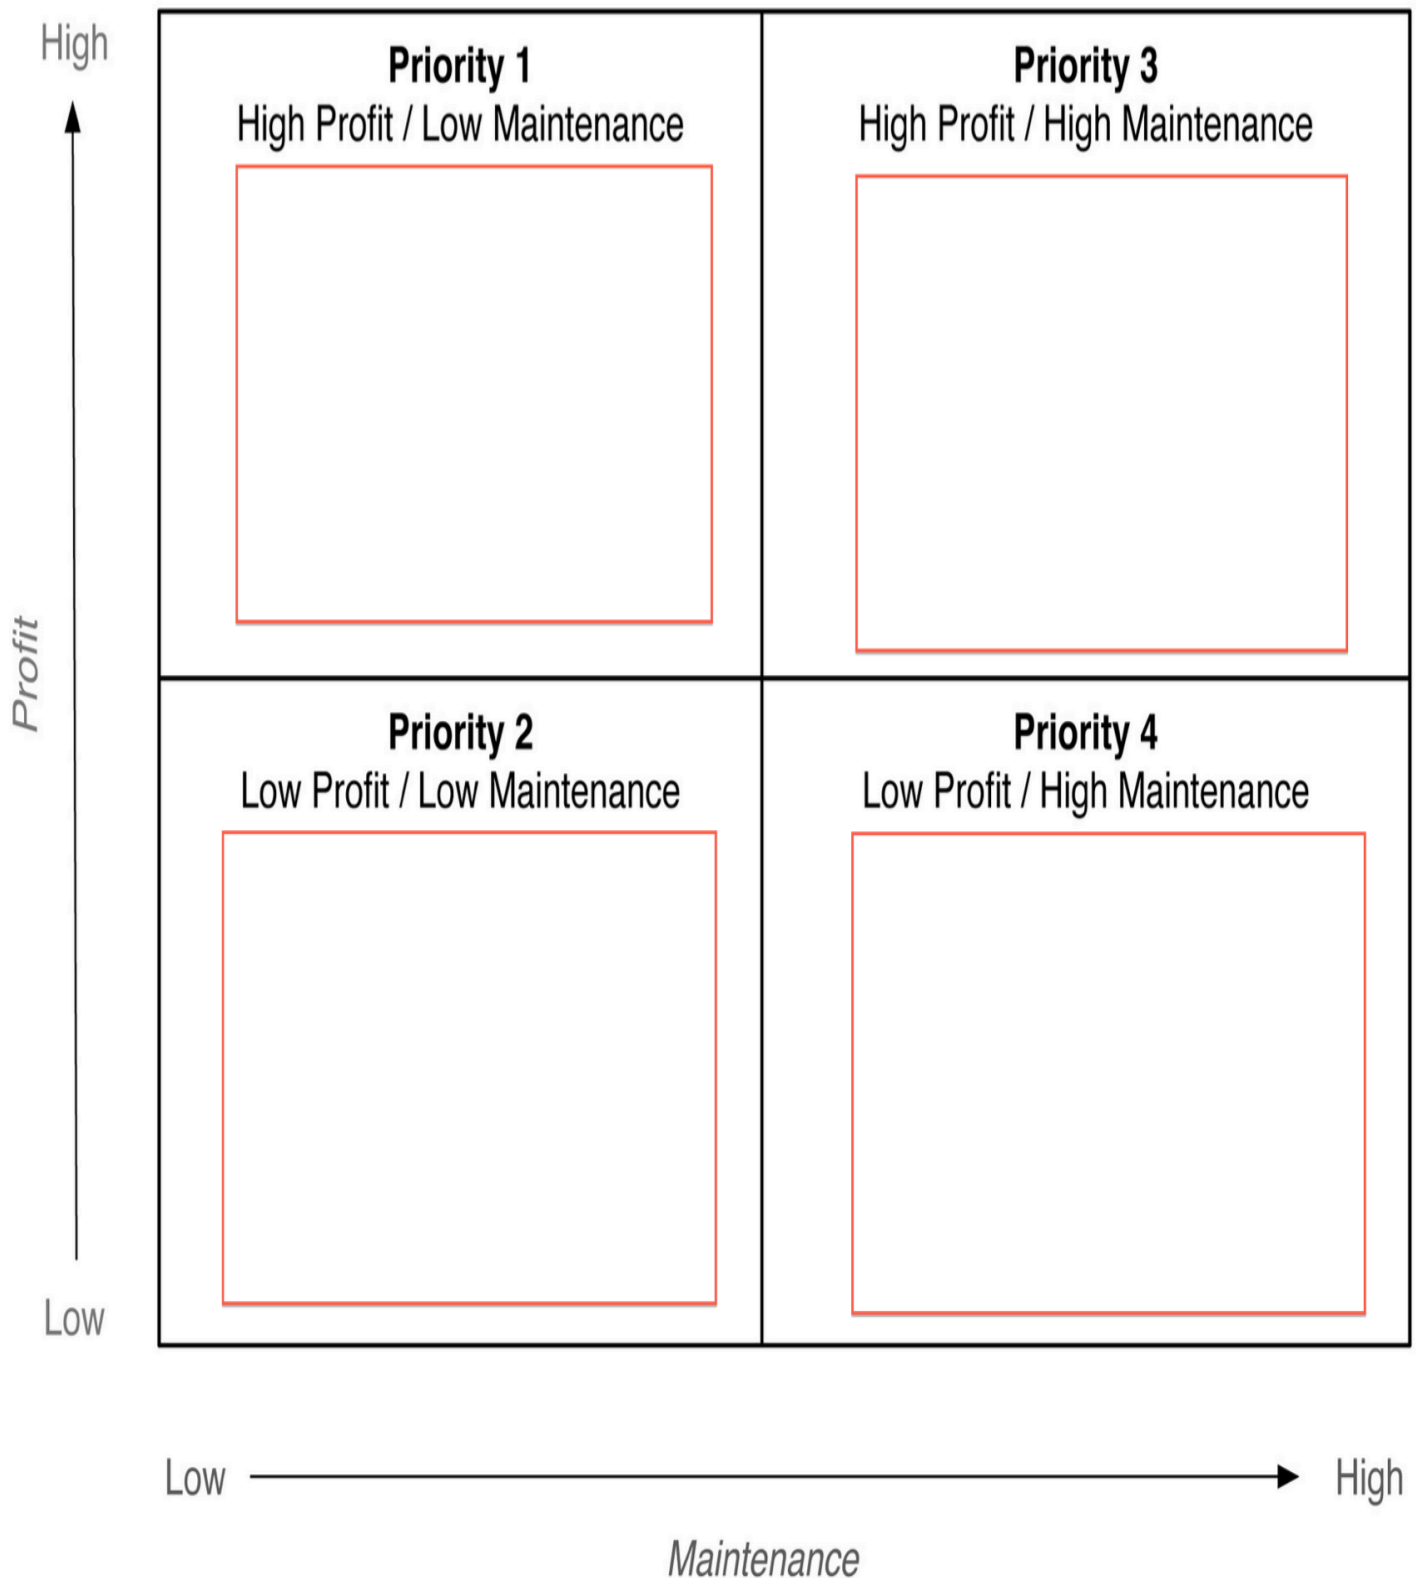 High
Priority 1
High Profit / Low Maintenance
Priority 3
High Profit / High Maintenance
Profit
Priority 2
Low Profit / Low Maintenance
Priority 4
Low Profit / High Maintenance
Low
Low
High
Maintenance